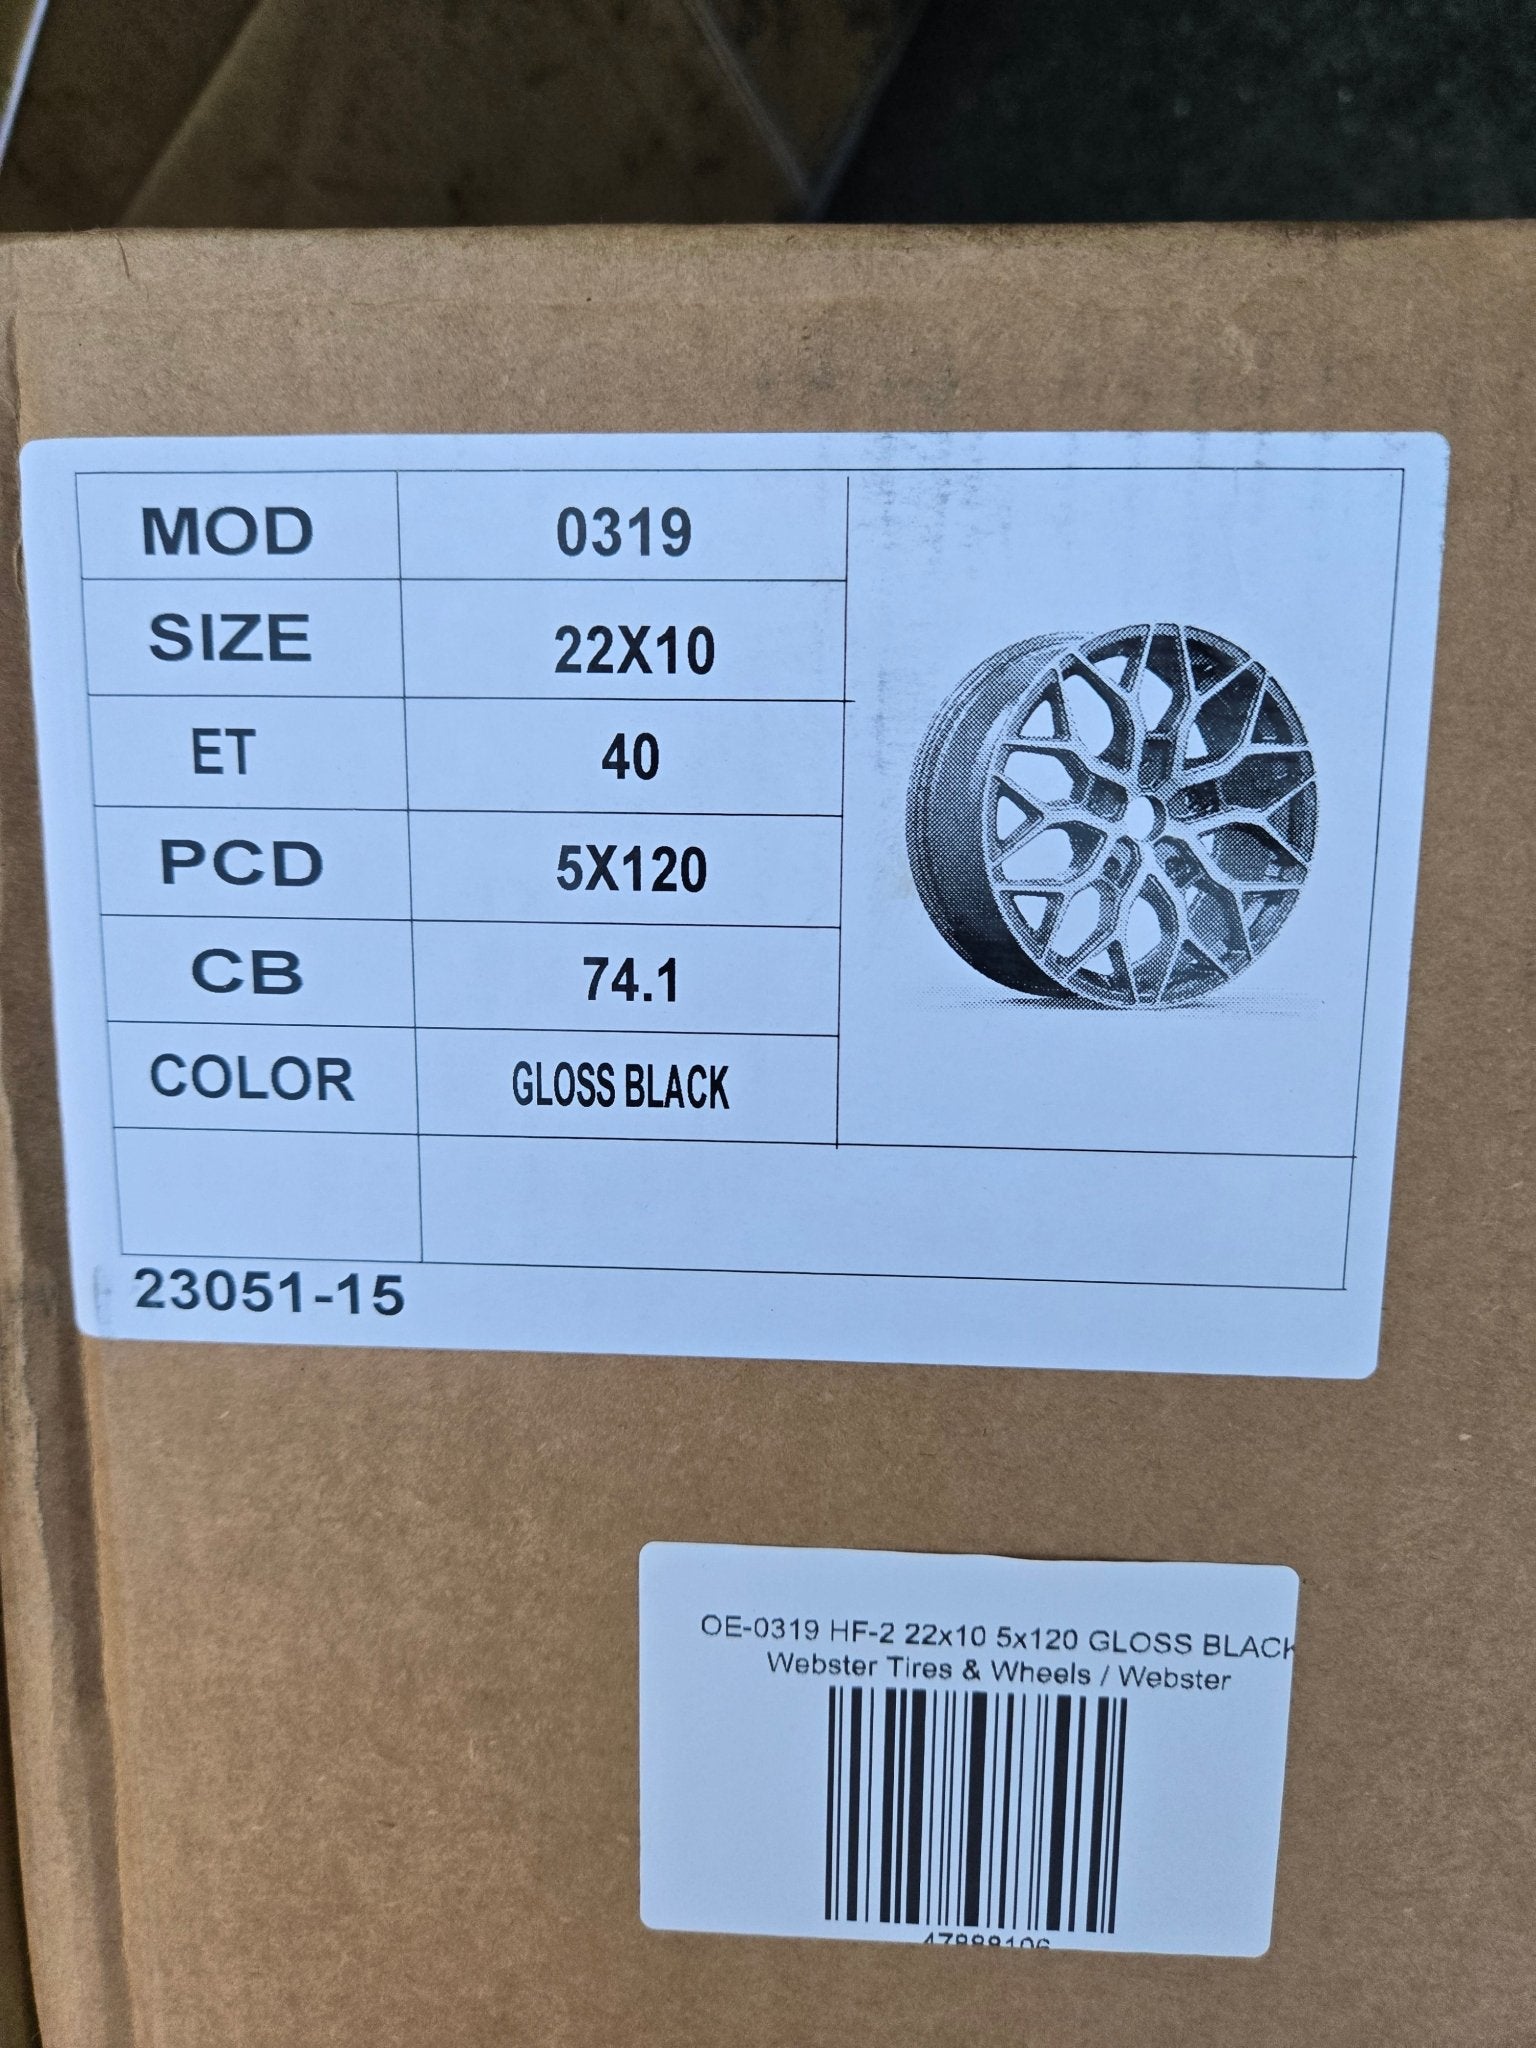 MOD 0319
SIZE 22X10
ET 40
PCD 5X120
CB 74.1
COLOR GLOSS BLACK
23051-15
OE-0319 HF-2 22x10 5x120 GLOSS BLACK
Webster Tires & Wheels / Webster